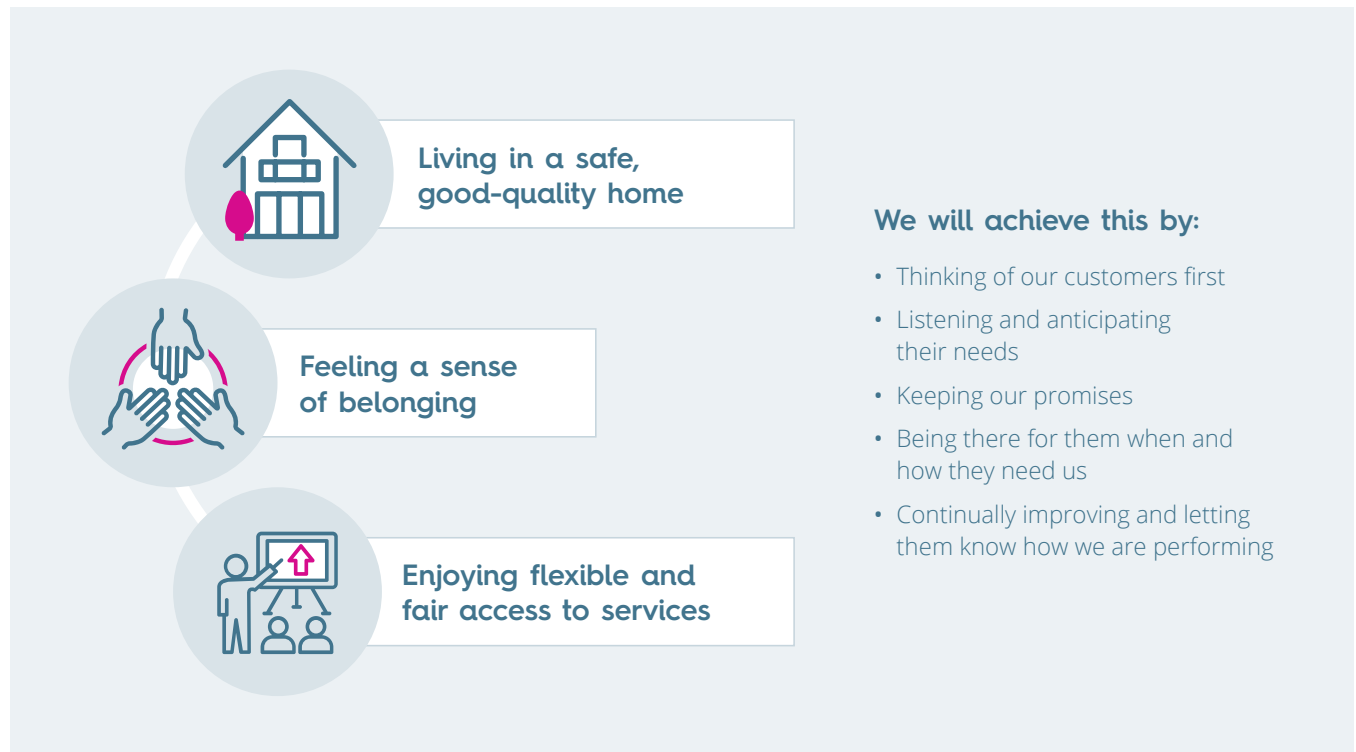 Living in a safe,
good-quality home
Feeling a sense
of belonging
Enjoying flexible and
fair access to services
We will achieve this by:
• Thinking of our customers first
• Listening and anticipating
their needs
• Keeping our promises
• Being there for them when and
how they need us
• Continually improving and letting
them know how we are performing